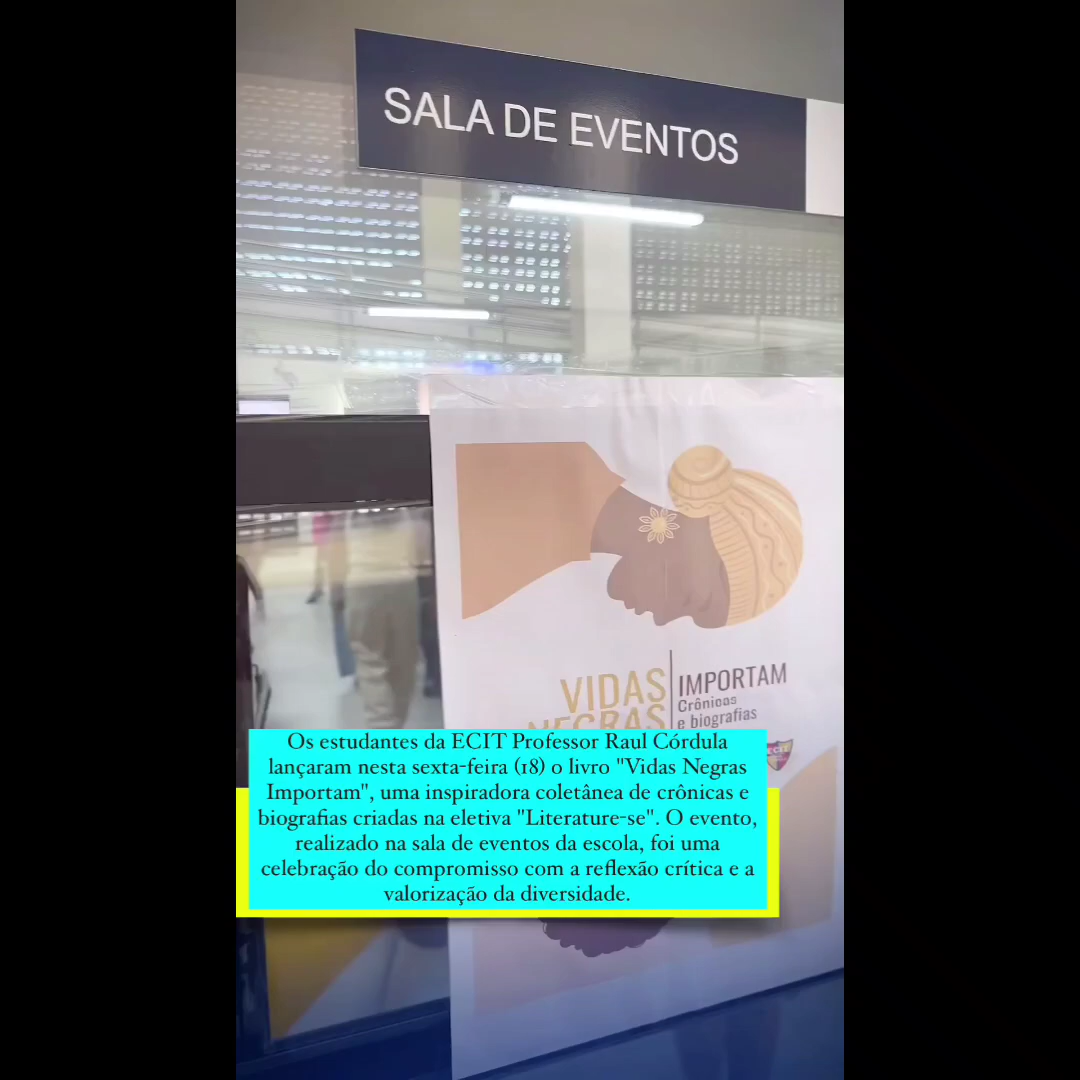 SALA DE EVENTOS
VIDAS
NEGRAS
IMPORTAM
Crônicas
e biografias
ECIT
Os estudantes da ECIT Professor Raul Córdula
lançaram nesta sexta-feira (18) o livro "Vidas Negras
Importam", uma inspiradora coletânea de crônicas e
biografias criadas na eletiva "Literature-se". O evento,
realizado na sala de eventos da escola, foi uma
celebração do compromisso com a reflexão crítica e a
valorização da diversidade.